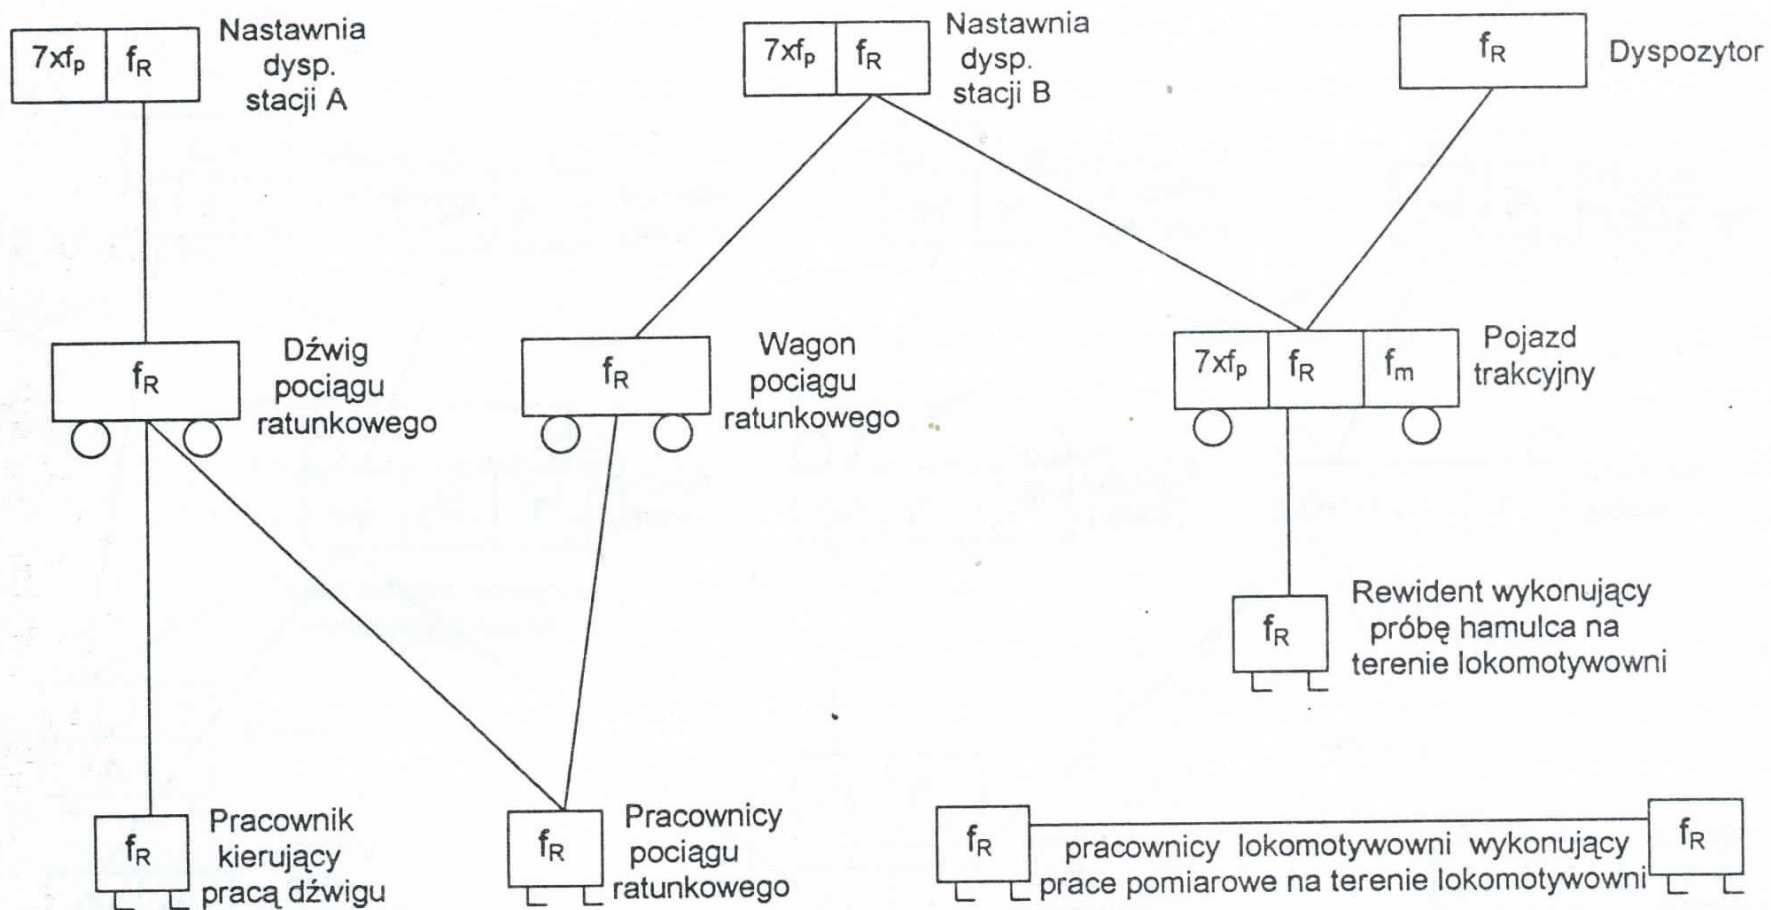 7xfp fR
Nastawnia
dysp.
stacji A
7xfp fR
Nastawnia
dysp.
stacji B
fR
Dyspozytor
fR
Dźwig
pociągu
ratunkowego
fR
Wagon
pociągu
ratunkowego
7xfp fR fm
Pojazd
trakcyjny
fR
Rewident wykonujący
próbę hamulca na
terenie lokomotywowni
fR
Pracownik
kierujący
pracą dźwigu
fR
Pracownicy
pociągu
ratunkowego
fR
pracownicy lokomotywowni wykonujący
prace pomiarowe na terenie lokomotywowni
fR